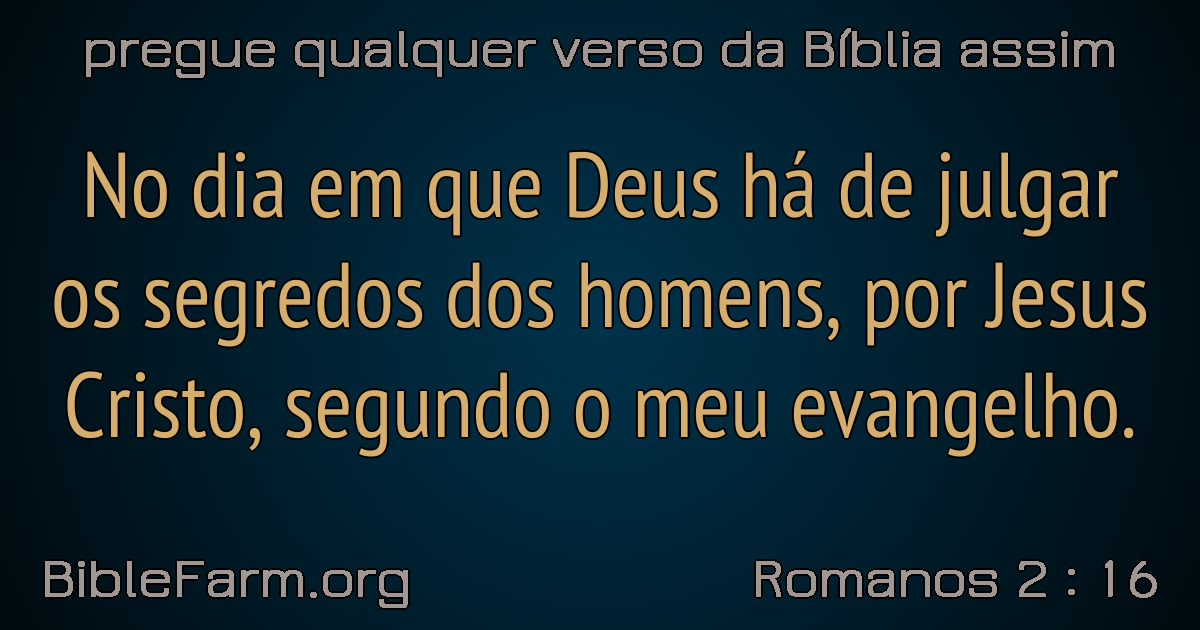 pregue qualquer verso da Bíblia assim
No dia em que Deus há de julgar
os segredos dos homens, por Jesus
Cristo, segundo o meu evangelho.
BibleFarm.org
Romanos 2 : 16